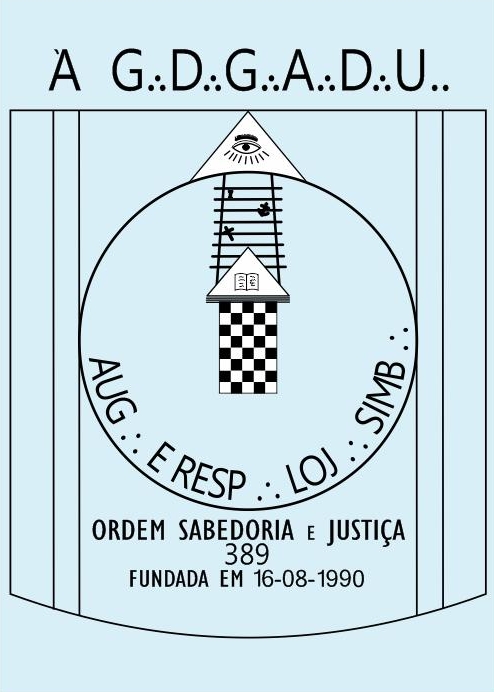 À G.:D.:G.:A.:D.:U..
AUG .:. E RESP .:. LOJ .:. SIMB .:.
ORDEM SABEDORIA E JUSTIÇA
389
FUNDADA EM 16-08-1990